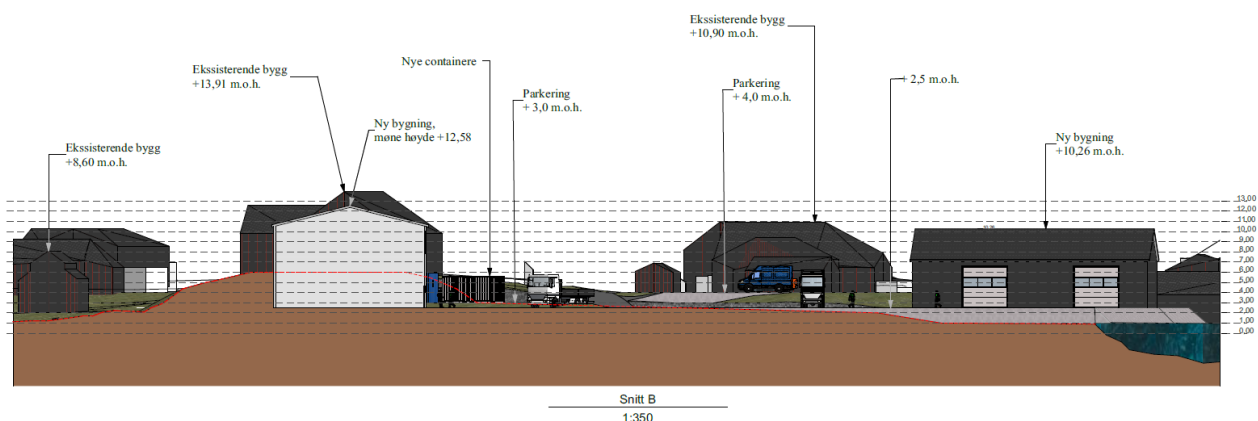 Ekssisterende bygg
+10,90 m.o.h.
Nye containere
Ekssisterende bygg
+13,91 m.o.h.
Parkering
+ 3,0 m.o.h.
Parkering
+ 4,0 m.o.h.
+ 2,5 m.o.h.
Ny bygning,
møne høyde +12,58
Ekssisterende bygg
+8,60 m.o.h.
Ny bygning
+10,26 m.o.h.
13,00
12,00
11,00
10,00
9,00
8,00
7,00
6,00
5,00
4,00
3,00
2,00
1,00
0,00
Snitt B
1:350